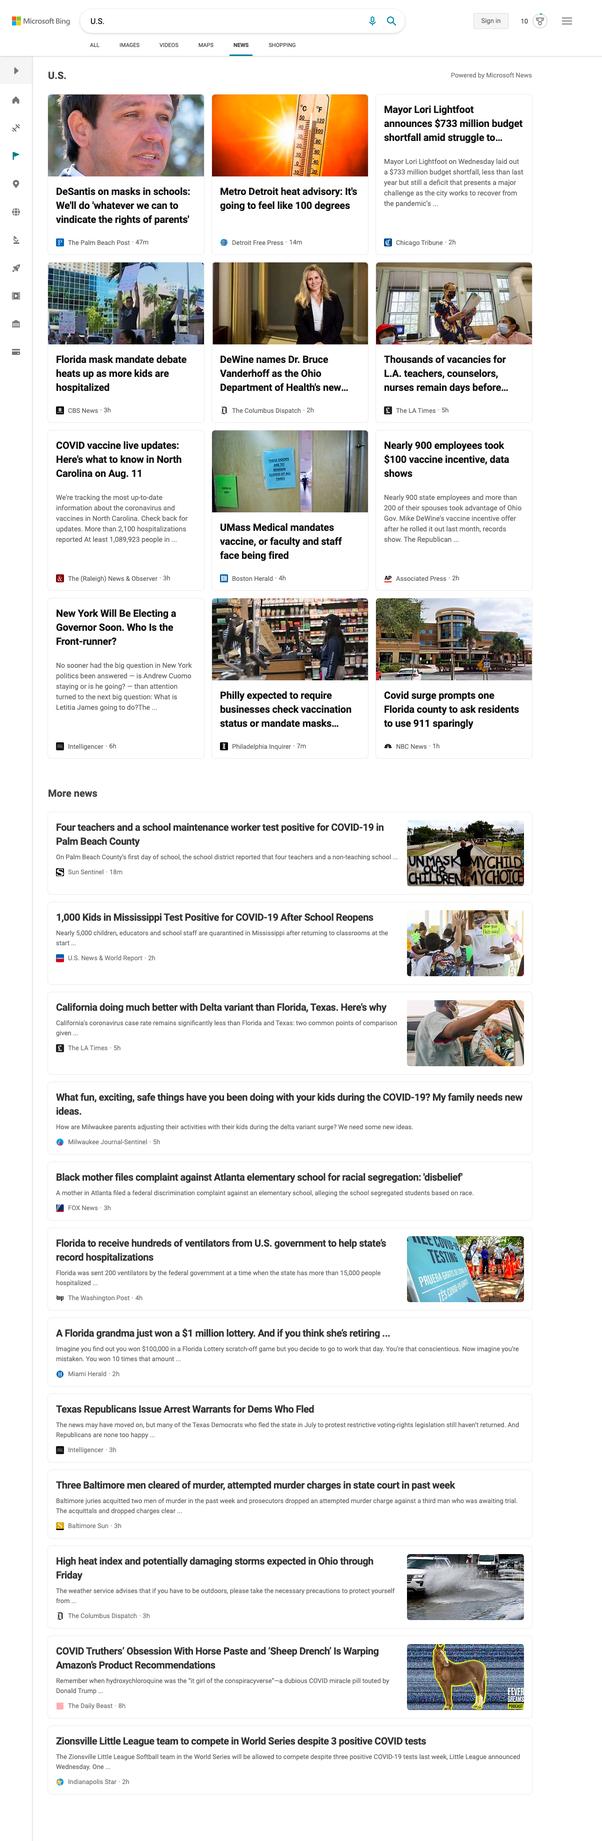 Microsoft Bing
U.S.
Sign in
10
ALL
IMAGES
VIDEOS
MAPS
NEWS
SHOPPING
U.S.
Powered by Microsoft News
DeSantis on masks in schools:
We'll do 'whatever we can to
vindicate the rights of parents'
The Palm Beach Post · 47m
Metro Detroit heat advisory: It's
going to feel like 100 degrees
Detroit Free Press · 14m
Mayor Lori Lightfoot
announces $733 million budget
shortfall amid struggle to...
Mayor Lori Lightfoot on Wednesday laid out
a $733 million budget shortfall, less than last
year but still a deficit that presents a major
challenge as the city works to recover from
the pandemic's ...
Chicago Tribune · 2h
Florida mask mandate debate
heats up as more kids are
hospitalized
CBS News · 3h
DeWine names Dr. Bruce
Vanderhoff as the Ohio
Department of Health's new...
The Columbus Dispatch · 2h
Thousands of vacancies for
L.A. teachers, counselors,
nurses remain days before...
The LA Times · 5h
COVID vaccine live updates:
Here's what to know in North
Carolina on Aug. 11
We're tracking the most up-to-date
information about the coronavirus and
vaccines in North Carolina. Check back for
updates. More than 2,100 hospitalizations
reported At least 1,089,923 people in ...
The (Raleigh) News & Observer · 3h
UMass Medical mandates
vaccine, or faculty and staff
face being fired
Boston Herald · 4h
Nearly 900 employees took
$100 vaccine incentive, data
shows
Nearly 900 state employees and more than
200 of their spouses took advantage of Ohio
Gov. Mike DeWine's vaccine incentive offer
after he rolled it out last month, records
show. The Republican ...
AP Associated Press · 2h
New York Will Be Electing a
Governor Soon. Who Is the
Front-runner?
No sooner had the big question in New York
politics been answered — is Andrew Cuomo
staying or is he going? — than attention
turned to the next big question: What is
Letitia James going to do?The ...
Intelligencer · 6h
Philly expected to require
businesses check vaccination
status or mandate masks...
Philadelphia Inquirer · 7m
Covid surge prompts one
Florida county to ask residents
to use 911 sparingly
NBC News · 1h
More news
Four teachers and a school maintenance worker test positive for COVID-19 in
Palm Beach County
On Palm Beach County's first day of school, the school district reported that four teachers and a non-teaching school ...
Sun Sentinel · 18m
UNMASK
OUR
CHILDREN
MY CHILD
MY CHOICE
1,000 Kids in Mississippi Test Positive for COVID-19 After School Reopens
Nearly 5,000 children, educators and school staff are quarantined in Mississippi after returning to classrooms at the
start ...
U.S. News & World Report · 2h
California doing much better with Delta variant than Florida, Texas. Here's why
California's coronavirus case rate remains significantly less than Florida and Texas: two common points of comparison
given ...
The LA Times · 5h
What fun, exciting, safe things have you been doing with your kids during the COVID-19? My family needs new
ideas.
How are Milwaukee parents adjusting their activities with their kids during the delta variant surge? We need some new ideas.
Milwaukee Journal-Sentinel · 5h
Black mother files complaint against Atlanta elementary school for racial segregation: 'disbelief'
A mother in Atlanta filed a federal discrimination complaint against an elementary school, alleging the school segregated students based on race.
FOX News · 3h
Florida to receive hundreds of ventilators from U.S. government to help state's
record hospitalizations
Florida was sent 200 ventilators by the federal government at a time when the state has more than 15,000 people
hospitalized ...
wp The Washington Post · 4h
TESTING
A Florida grandma just won a $1 million lottery. And if you think she's retiring ...
Imagine you find out you won $100,000 in a Florida Lottery scratch-off game but you decide to go to work that day. You're that conscientious. Now imagine you're
mistaken. You won 10 times that amount ...
Miami Herald · 2h
Texas Republicans Issue Arrest Warrants for Dems Who Fled
The news may have moved on, but many of the Texas Democrats who fled the state in July to protest restrictive voting-rights legislation still haven't returned. And
Republicans are none too happy ...
Intelligencer · 3h
Three Baltimore men cleared of murder, attempted murder charges in state court in past week
Baltimore juries acquitted two men of murder in the past week and prosecutors dropped an attempted murder charge against a third man who was awaiting trial.
The acquittals and dropped charges clear ...
Baltimore Sun · 3h
High heat index and potentially damaging storms expected in Ohio through
Friday
The weather service advises that if you have to be outdoors, please take the necessary precautions to protect yourself
from ...
The Columbus Dispatch · 3h
COVID Truthers' Obsession With Horse Paste and 'Sheep Drench' Is Warping
Amazon's Product Recommendations
Remember when hydroxychloroquine was the "it girl of the conspiracyverse"—a dubious COVID miracle pill touted by
Donald Trump ...
The Daily Beast · 8h
FEVER
DREAMS
PODCAST
Zionsville Little League team to compete in World Series despite 3 positive COVID tests
The Zionsville Little League Softball team in the World Series will be allowed to compete despite three positive COVID-19 tests last week, Little League announced
Wednesday. One ...
Indianapolis Star · 2h